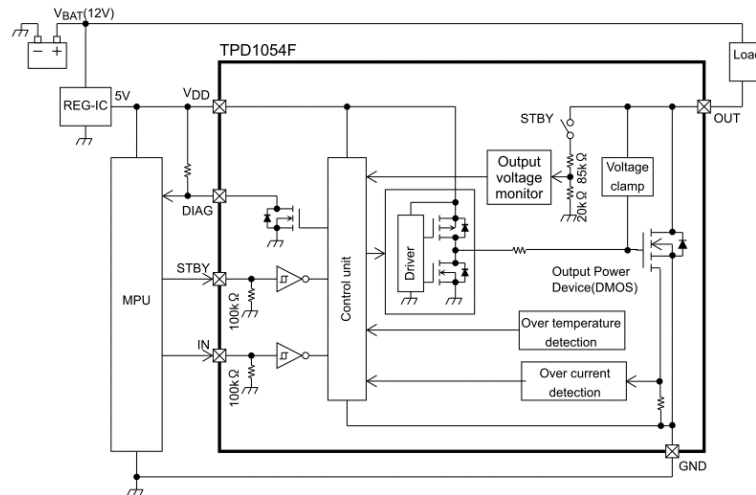 VBAT(12V)
TPD1054F
Load
REG-IC
5V
VDD
OUT
STBY
Output
voltage
monitor
85kΩ
20kΩ
Voltage
clamp
DIAG
MPU
STBY
100kΩ
IN
100kΩ
Control unit
Driver
Output Power
Device(DMOS)
Over temperature
detection
Over current
detection
GND